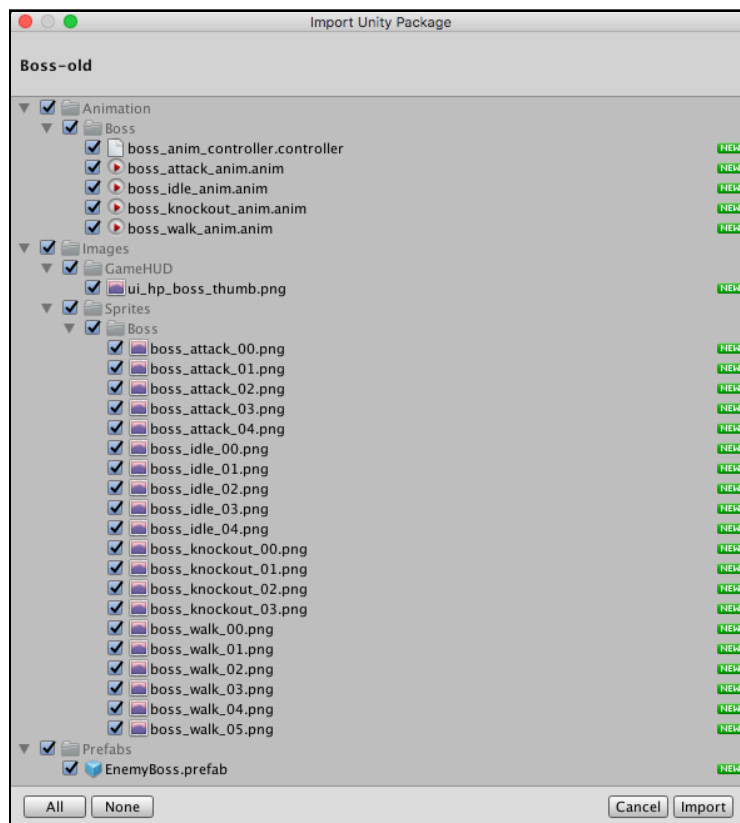 Import Unity Package
Boss-old
Animation
Boss
boss_anim_controller.controller NEW
boss_attack_anim.anim NEW
boss_idle_anim.anim NEW
boss_knockout_anim.anim NEW
boss_walk_anim.anim NEW
Images
GameHUD
ui_hp_boss_thumb.png NEW
Sprites
Boss
boss_attack_00.png NEW
boss_attack_01.png NEW
boss_attack_02.png NEW
boss_attack_03.png NEW
boss_attack_04.png NEW
boss_idle_00.png NEW
boss_idle_01.png NEW
boss_idle_02.png NEW
boss_idle_03.png NEW
boss_idle_04.png NEW
boss_knockout_00.png NEW
boss_knockout_01.png NEW
boss_knockout_02.png NEW
boss_knockout_03.png NEW
boss_walk_00.png NEW
boss_walk_01.png NEW
boss_walk_02.png NEW
boss_walk_03.png NEW
boss_walk_04.png NEW
boss_walk_05.png NEW
Prefabs
EnemyBoss.prefab NEW
All None Cancel Import